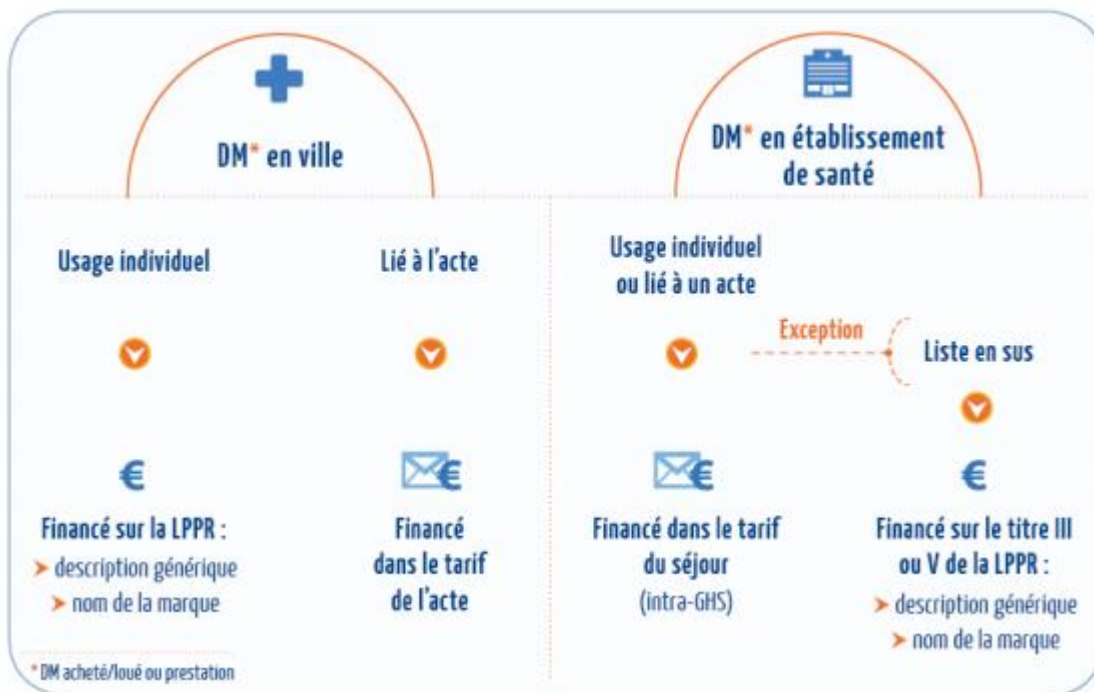 DM* en ville
Usage individuel
Lié à l'acte
€
Financé sur la LPPR :
➤ description générique
➤ nom de la marque
€
Financé
dans le tarif
de l'acte
* DM acheté/loué ou prestation
DM* en établissement
de santé
Usage individuel
ou lié à un acte
Exception
Liste en sus
€
Financé dans le tarif
du séjour
(intra-GHS)
€
Financé sur le titre III
ou V de la LPPR :
➤ description générique
➤ nom de la marque